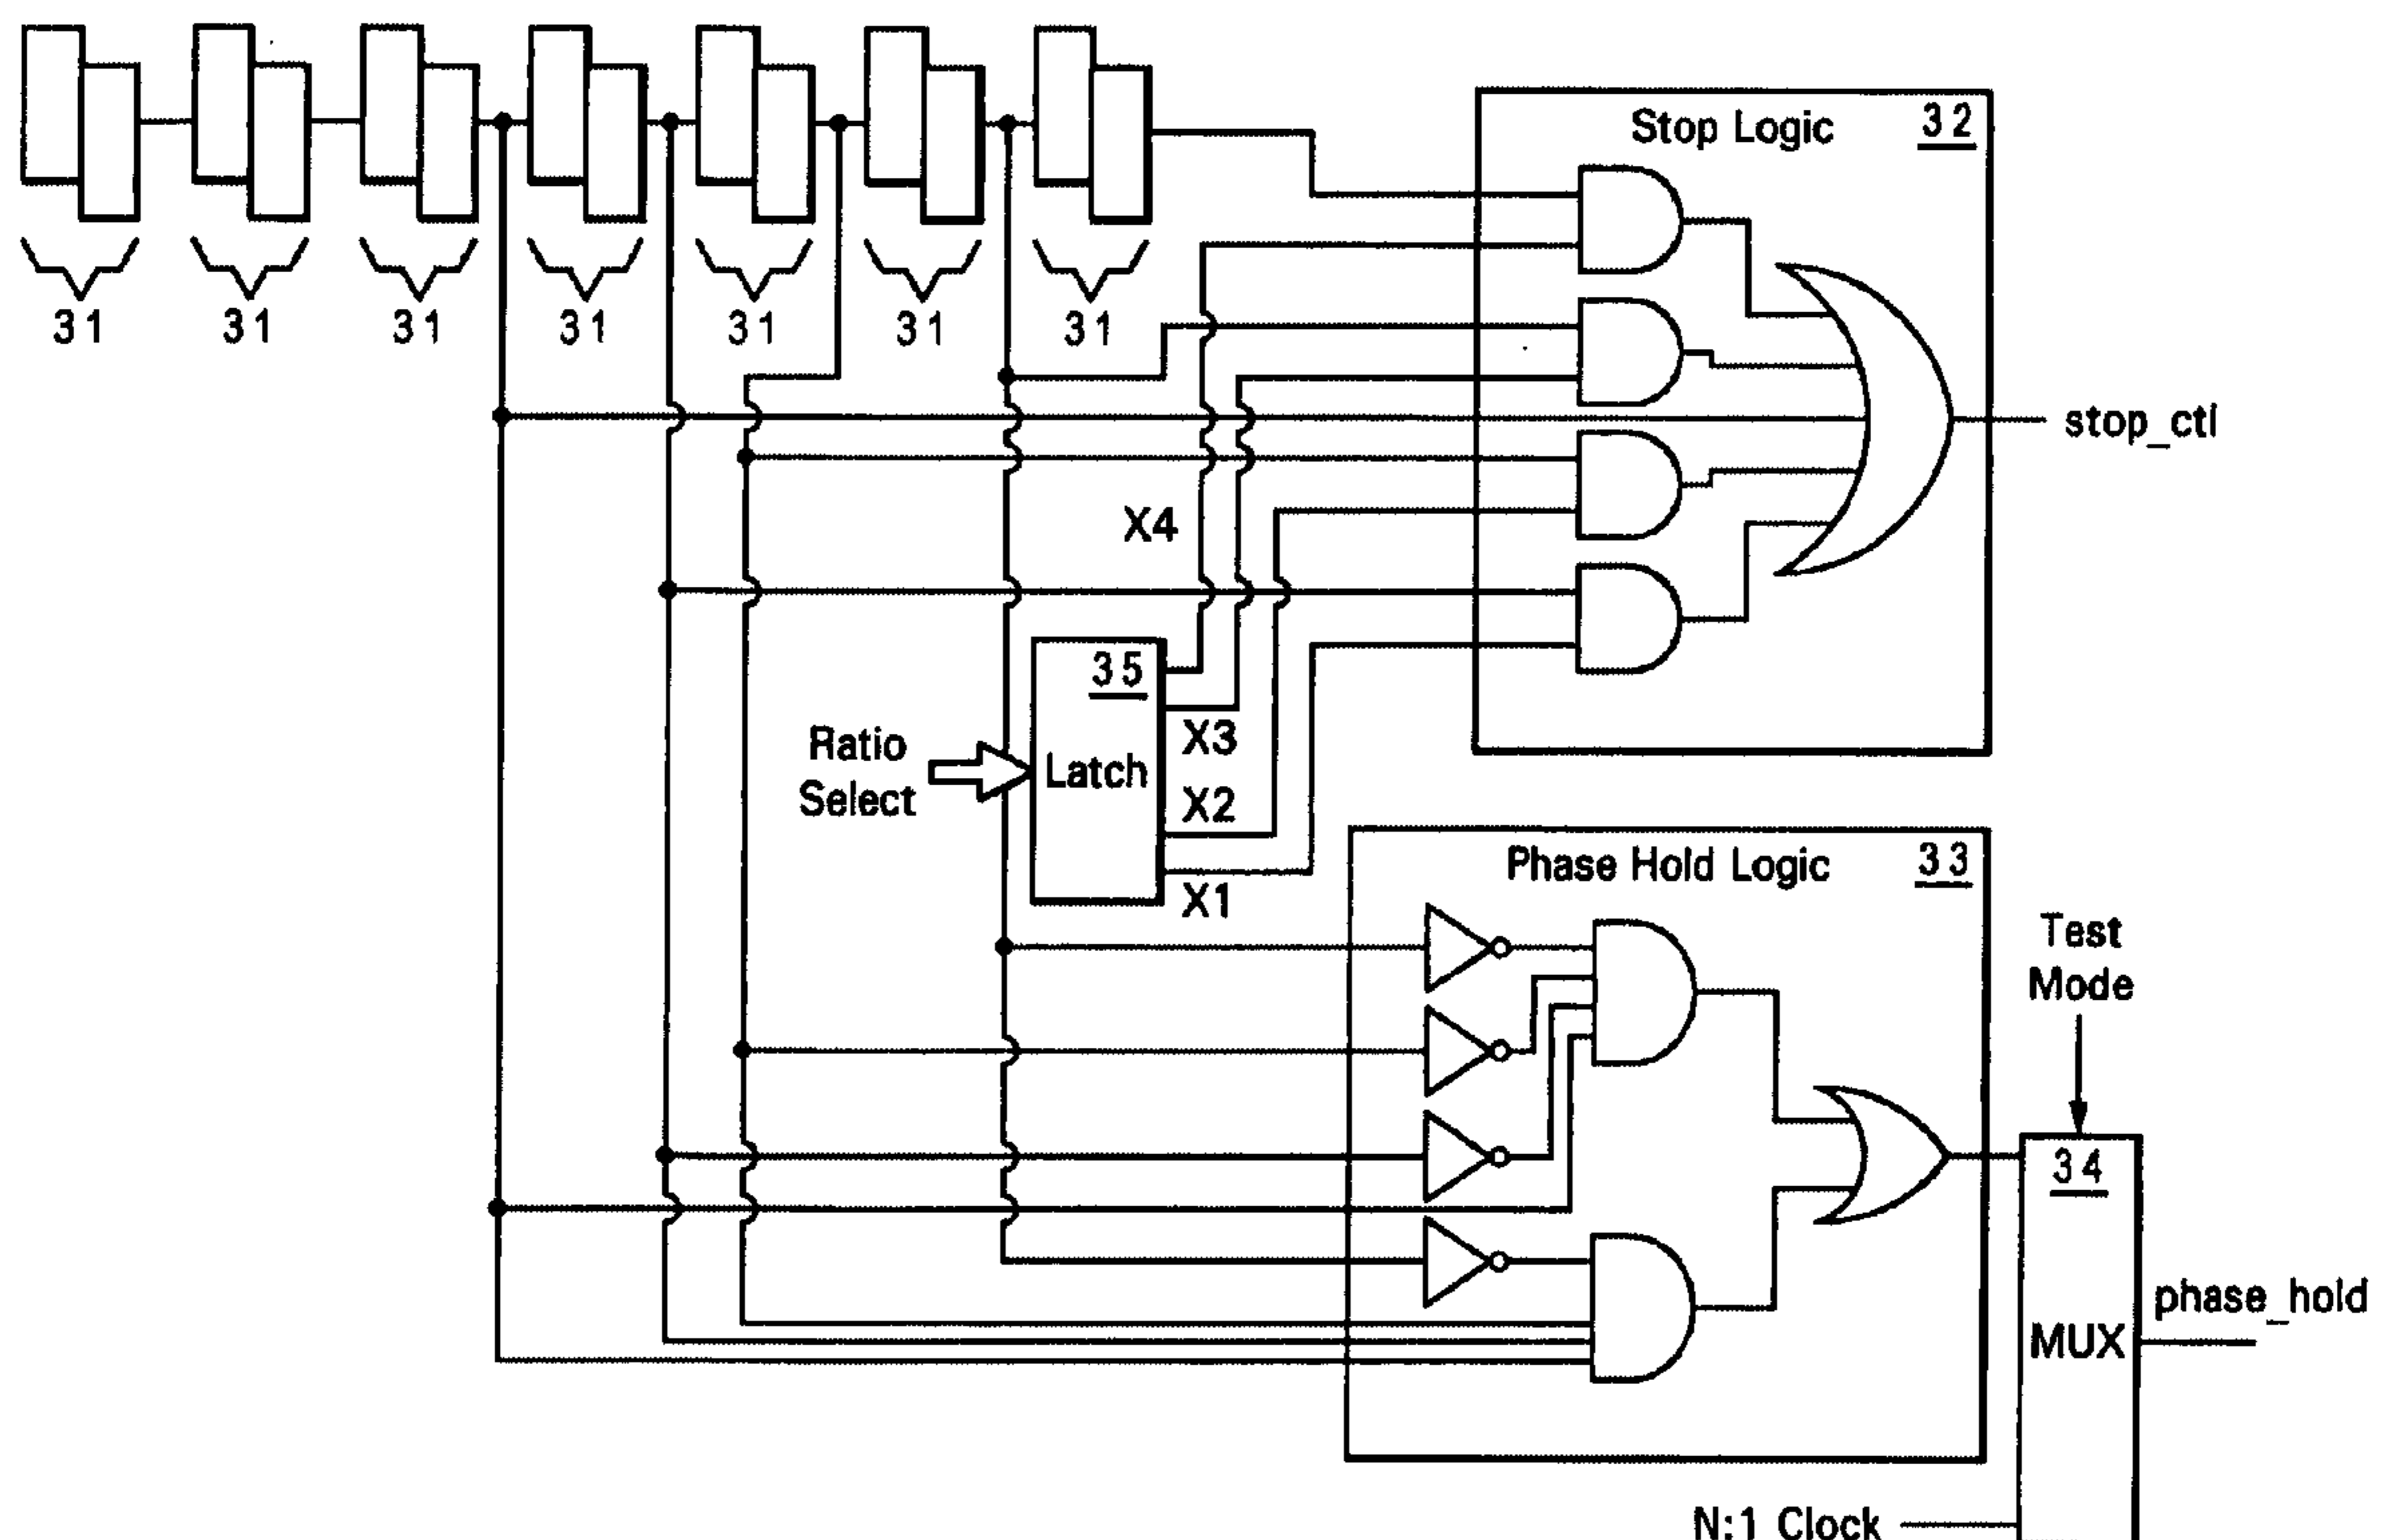 31 31 31 31 31 31 31
Stop Logic 32
stop_ctl
X4
35
Latch
Ratio
Select
X3
X2
X1
Phase Hold Logic 33
Test
Mode
34
MUX
phase_hold
N:1 Clock